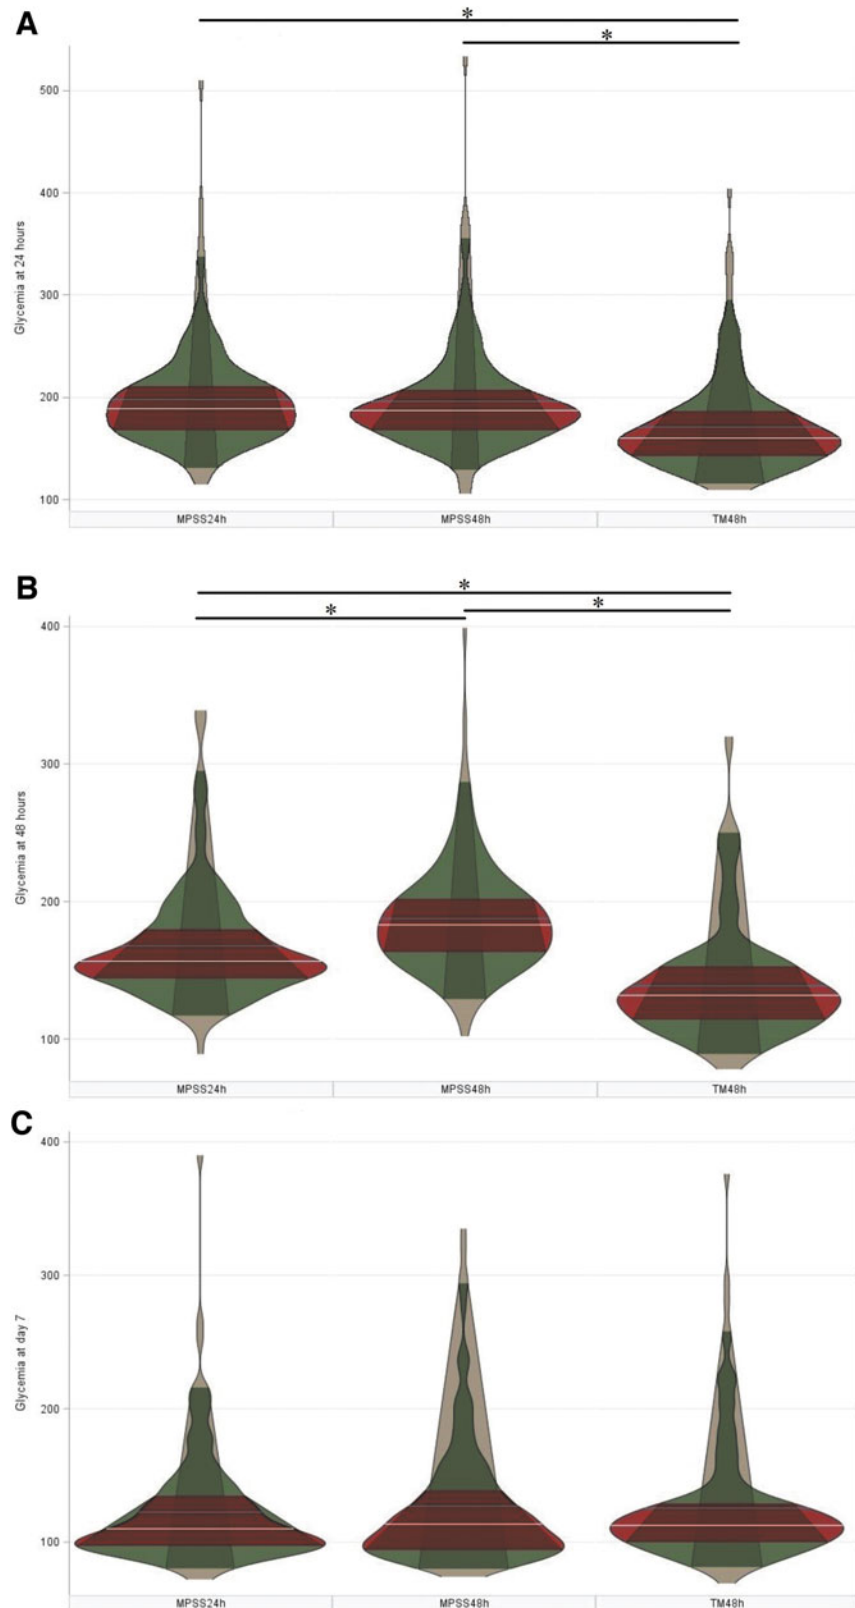 A
*
*
Glycemia at 24 hours
500
400
300
200
100
MPSS24h MPSS48h TM48h
B
*
*
*
Glycemia at 48 hours
400
300
200
100
MPSS24h MPSS48h TM48h
C
Glycemia at day 7
400
300
200
100
MPSS24h MPSS48h TM48h